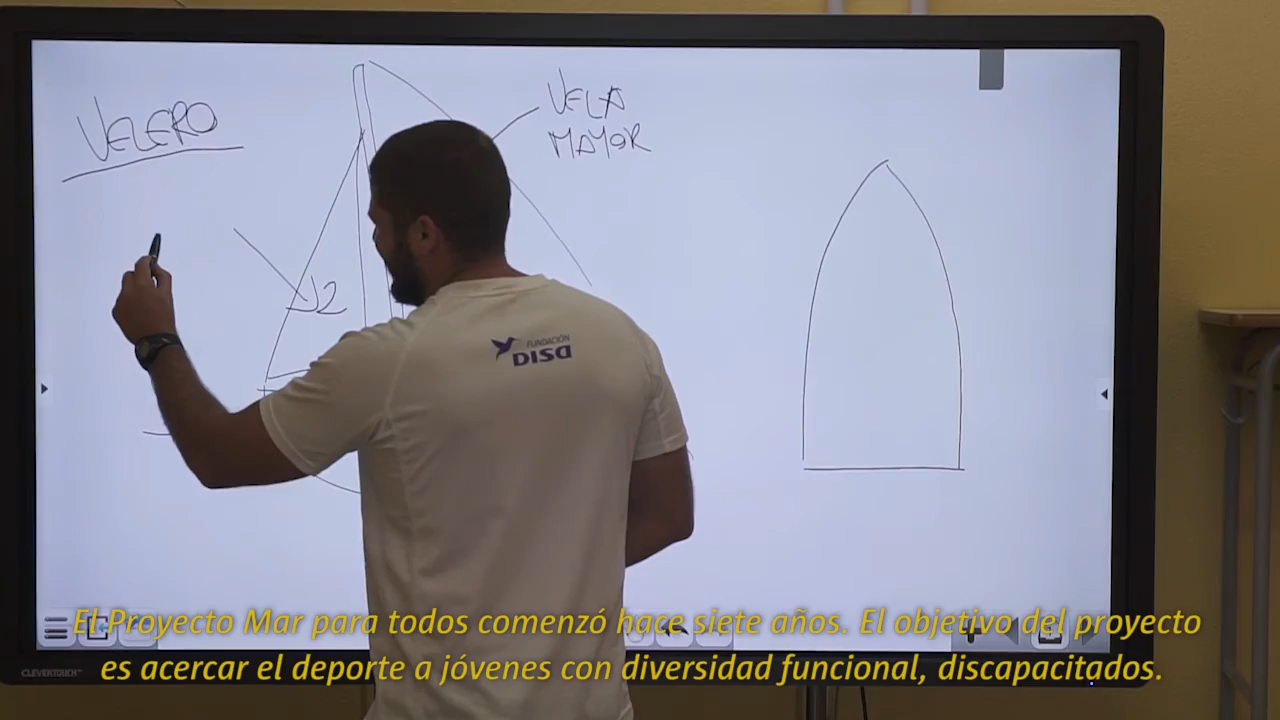 VELERO
VELA
MAYOR
FUNDACIÓN
DISA
El Proyecto Mar para todos comenzó hace siete años. El objetivo del proyecto
es acercar el deporte a jóvenes con diversidad funcional, discapacitados.
CLEVERTOUCH